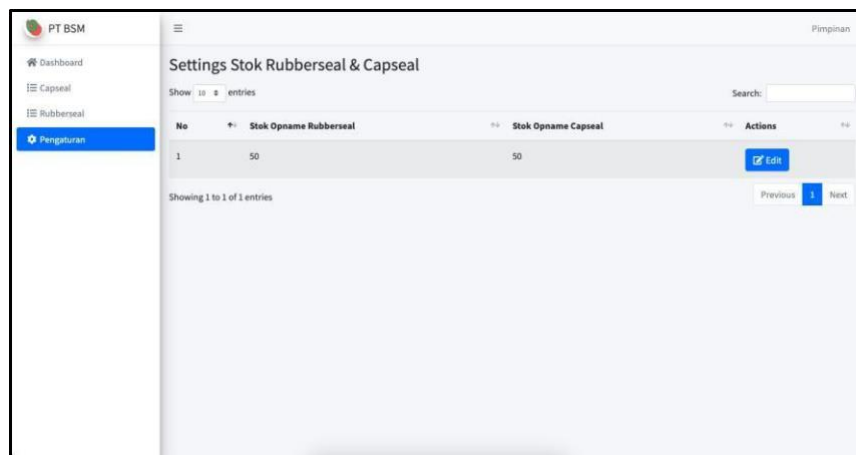 PT BSM
Pimpinan
Dashboard
Capseal
Rubberseal
Pengaturan
Settings Stok Rubberseal & Capseal
Show 10 entries
Search:
No Stok Opname Rubberseal Stok Opname Capseal Actions
1 50 50 Edit
Showing 1 to 1 of 1 entries
Previous 1 Next